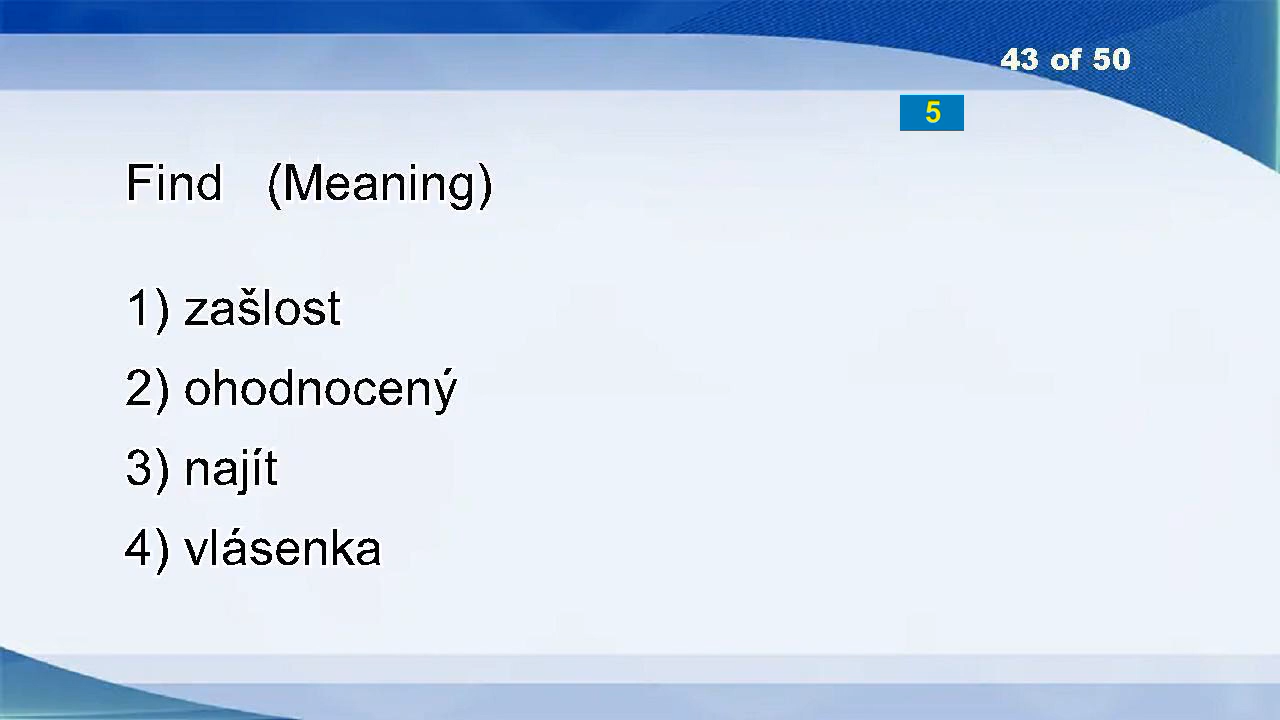 43 of 50
5
Find (Meaning)
1) zašlost
2) ohodnocený
3) najít
4) vlásenka